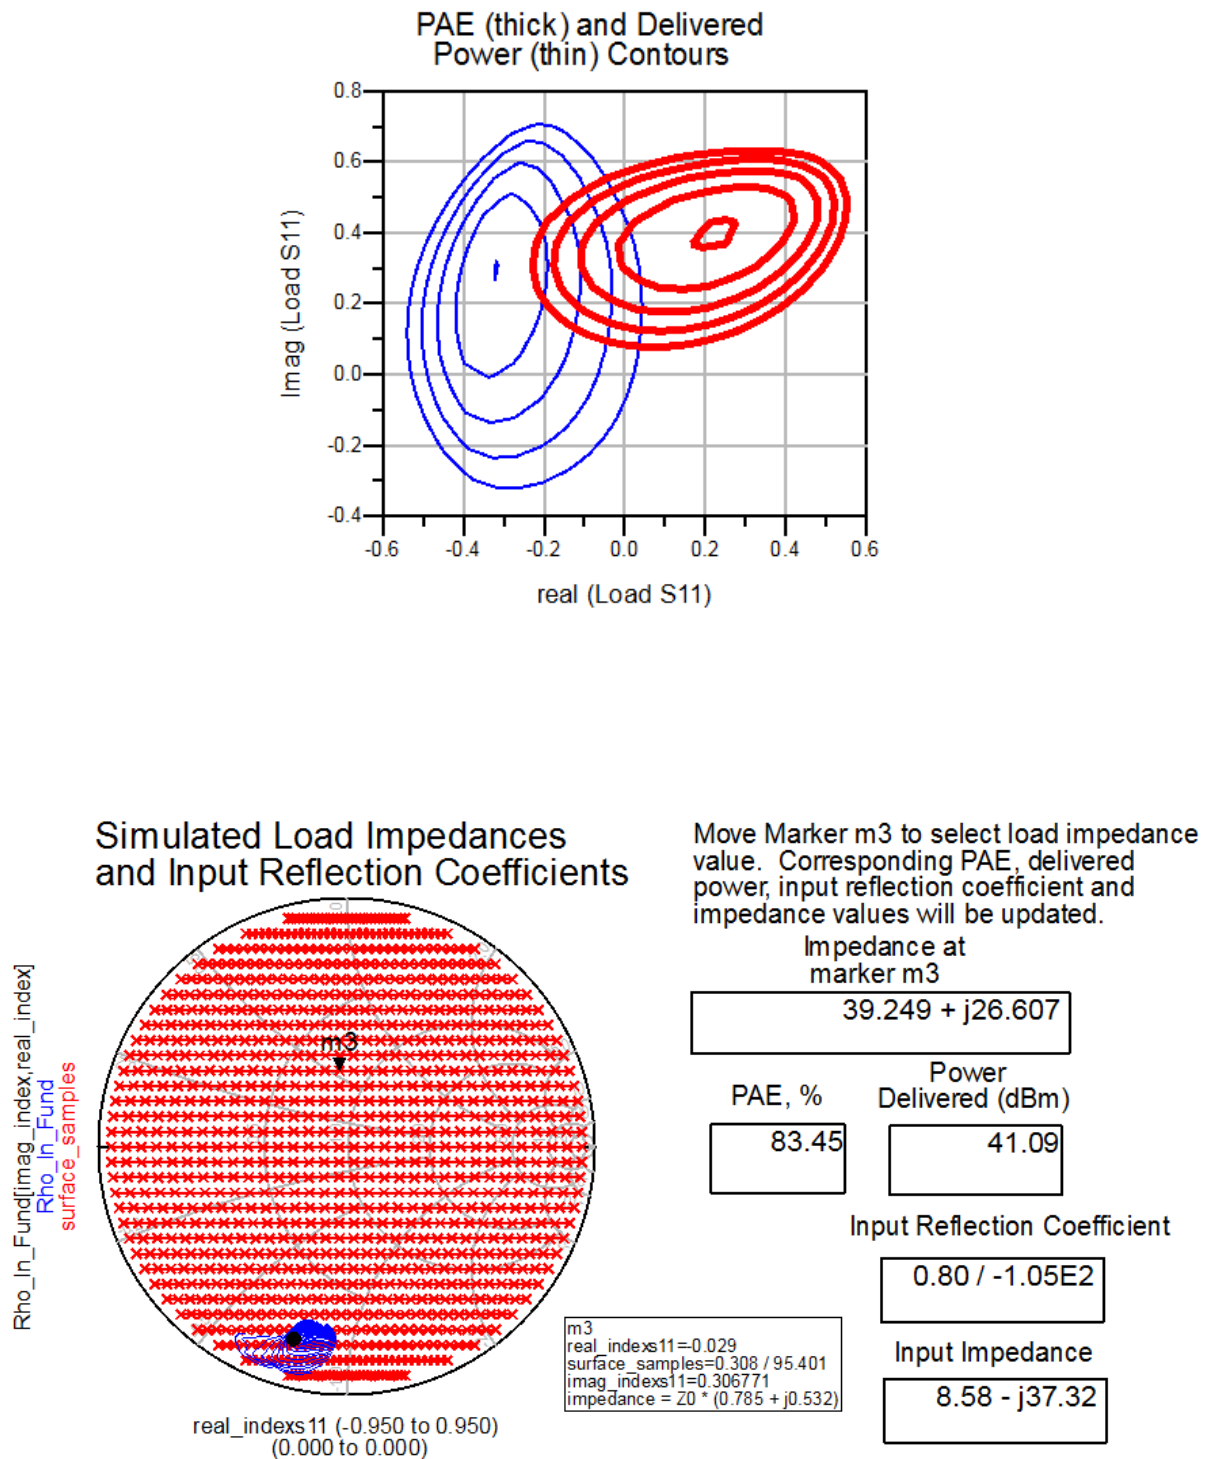 PAE (thick) and Delivered
Power (thin) Contours
0.8
0.6
0.4
0.2
0.0
-0.2
-0.4
-0.6
-0.4
-0.2
0.0
0.2
0.4
0.6
Imag (Load S11)
real (Load S11)
Simulated Load Impedances
and Input Reflection Coefficients
m3
Rho_In_Fund[imag_index,real_index]
Rho_In_Fund
surface_samples
real_indexs11 (-0.950 to 0.950)
(0.000 to 0.000)
Move Marker m3 to select load impedance
value. Corresponding PAE, delivered
power, input reflection coefficient and
impedance values will be updated.
Impedance at
marker m3
39.249 + j26.607
PAE, %
83.45
Power
Delivered (dBm)
41.09
Input Reflection Coefficient
0.80 / -1.05E2
Input Impedance
8.58 - j37.32
m3
real_indexs11=-0.029
surface_samples=0.308 / 95.401
imag_indexs11=0.306771
impedance = Z0 * (0.785 + j0.532)